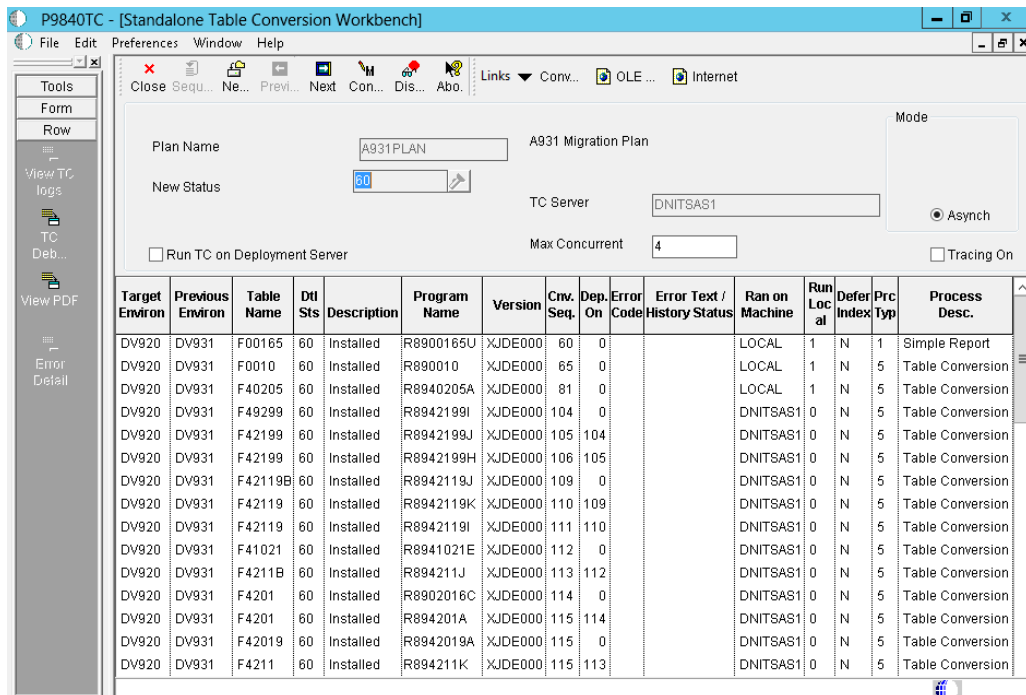 P9840TC - [Standalone Table Conversion Workbench]
File Edit Preferences Window Help
Tools
Form
Row
View TC logs
TC Deb...
View PDF
Error Detail
Close Sequ... Ne... Previ... Next Con... Dis... Abo. Links Conv... OLE ... Internet
Mode
Plan Name A931PLAN A931 Migration Plan
New Status 60
TC Server DNITSAS1
Asynch
Max Concurrent 4
Run TC on Deployment Server
Tracing On
Target Environ Previous Environ Table Name Dtl Sts Description Program Name Version Cnv. Seq. Dep. On Error Code Error Text / History Status Ran on Machine Run Loc al Defer Index Prc Typ Process Desc.
DV920 DV931 F00165 60 Installed R8900165U XJDE000 60 0 LOCAL 1 N 1 Simple Report
DV920 DV931 F0010 60 Installed R890010 XJDE000 65 0 LOCAL 1 N 5 Table Conversion
DV920 DV931 F40205 60 Installed R8940205A XJDE000 81 0 LOCAL 1 N 5 Table Conversion
DV920 DV931 F49299 60 Installed R8942199I XJDE000 104 0 DNITSAS1 0 N 5 Table Conversion
DV920 DV931 F42199 60 Installed R8942199J XJDE000 105 104 DNITSAS1 0 N 5 Table Conversion
DV920 DV931 F42199 60 Installed R8942199H XJDE000 106 105 DNITSAS1 0 N 5 Table Conversion
DV920 DV931 F42119B 60 Installed R8942119J XJDE000 109 0 DNITSAS1 0 N 5 Table Conversion
DV920 DV931 F42119 60 Installed R8942119K XJDE000 110 109 DNITSAS1 0 N 5 Table Conversion
DV920 DV931 F42119 60 Installed R8942119I XJDE000 111 110 DNITSAS1 0 N 5 Table Conversion
DV920 DV931 F41021 60 Installed R8941021E XJDE000 112 0 DNITSAS1 0 N 5 Table Conversion
DV920 DV931 F4211B 60 Installed R894211J XJDE000 113 112 DNITSAS1 0 N 5 Table Conversion
DV920 DV931 F4201 60 Installed R8902016C XJDE000 114 0 DNITSAS1 0 N 5 Table Conversion
DV920 DV931 F4201 60 Installed R894201A XJDE000 115 114 DNITSAS1 0 N 5 Table Conversion
DV920 DV931 F42019 60 Installed R8942019A XJDE000 115 0 DNITSAS1 0 N 5 Table Conversion
DV920 DV931 F4211 60 Installed R894211K XJDE000 115 113 DNITSAS1 0 N 5 Table Conversion